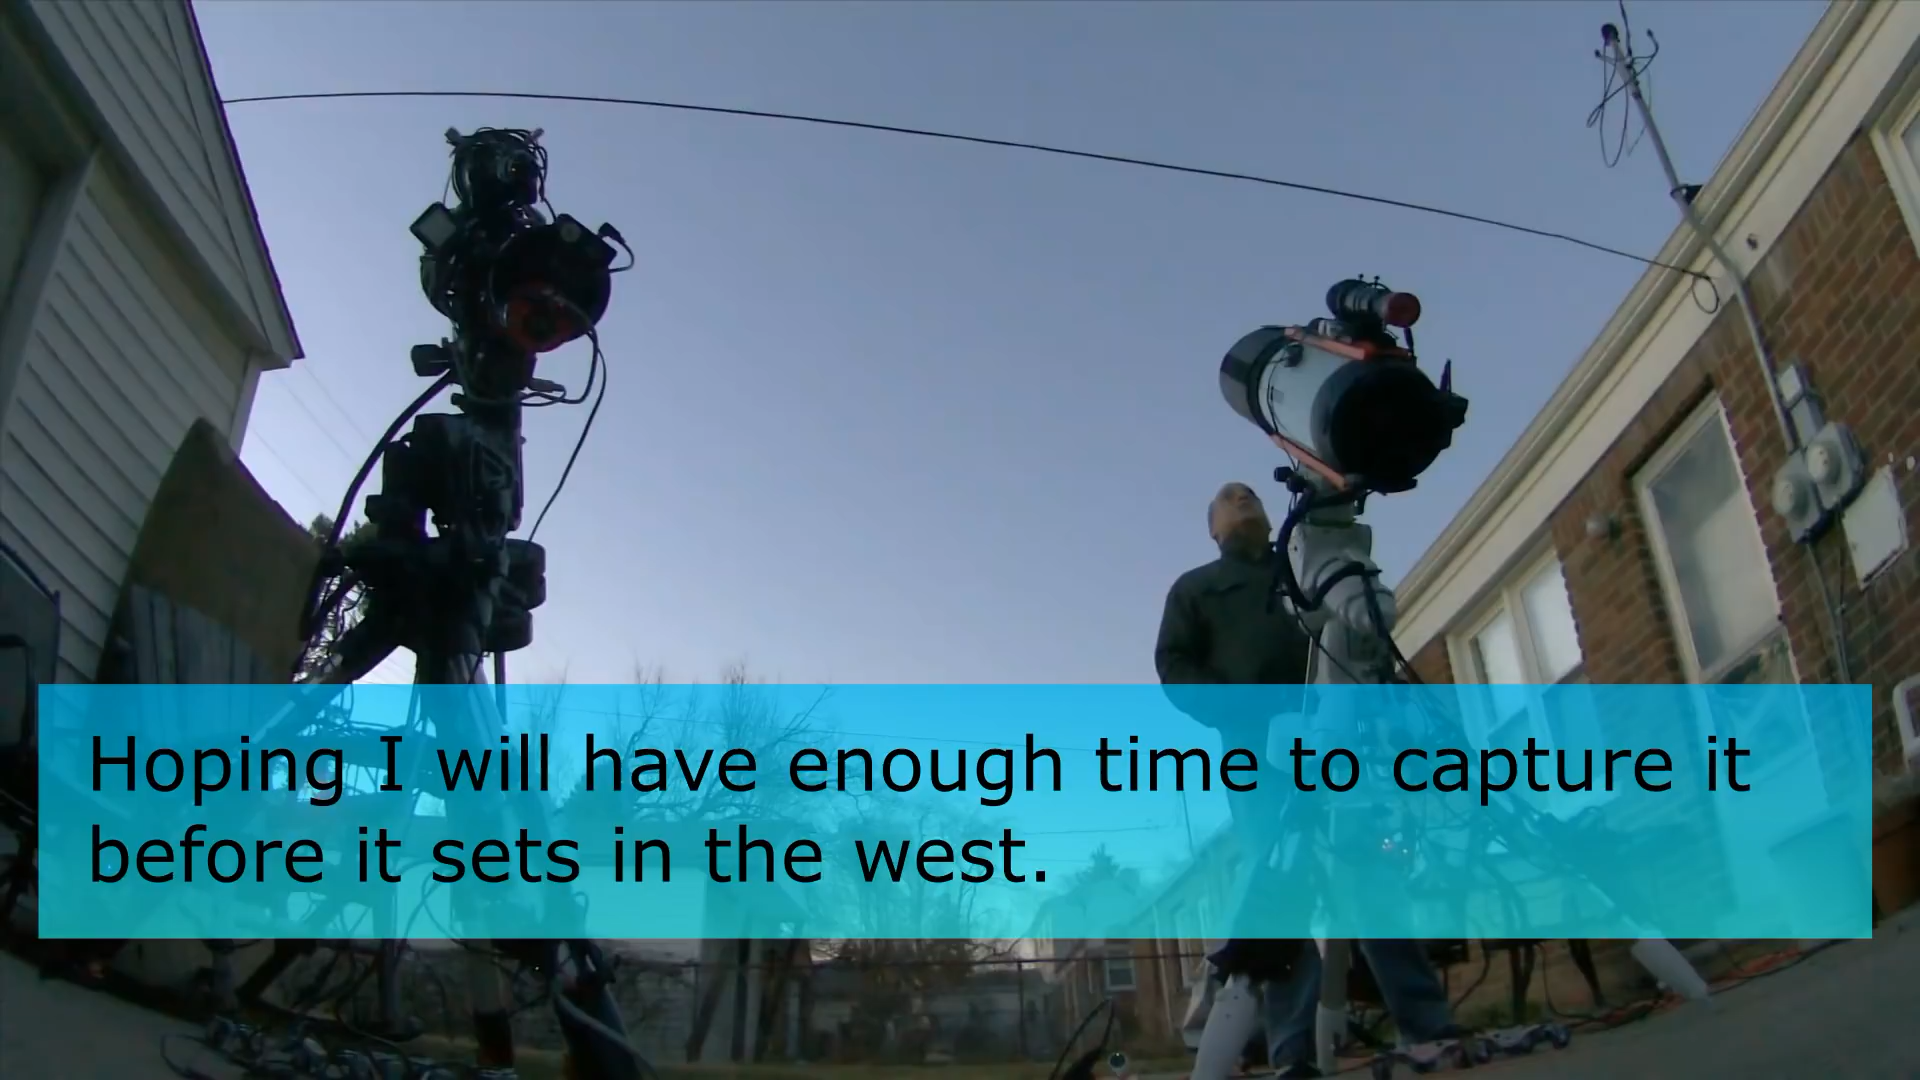 Hoping I will have enough time to capture it
before it sets in the west.